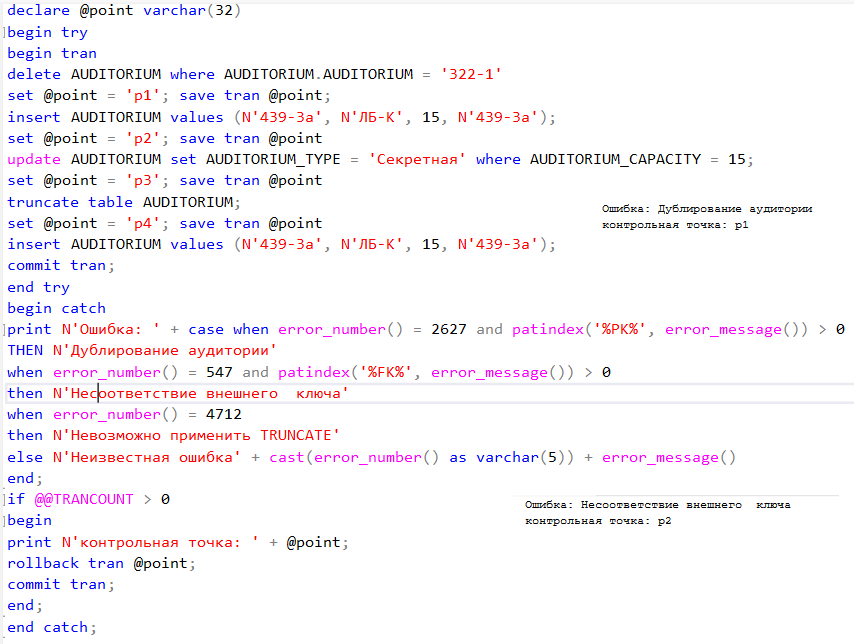 declare @point varchar(32)
begin try
begin tran
delete AUDITORIUM where AUDITORIUM.AUDITORIUM = '322-1'
set @point = 'p1'; save tran @point;
insert AUDITORIUM values (N'439-3a', N'ЛБ-К', 15, N'439-3a');
set @point = 'p2'; save tran @point
update AUDITORIUM set AUDITORIUM_TYPE = 'Секретная' where AUDITORIUM_CAPACITY = 15;
set @point = 'p3'; save tran @point
truncate table AUDITORIUM;
Ошибка: Дублирование аудитории
контрольная точка: p1
set @point = 'p4'; save tran @point
insert AUDITORIUM values (N'439-3a', N'ЛБ-К', 15, N'439-3a');
commit tran;
end try
begin catch
print N'Ошибка: ' + case when error_number() = 2627 and patindex('%PK%', error_message()) > 0
THEN N'Дублирование аудитории'
when error_number() = 547 and patindex('%FK%', error_message()) > 0
then N'Несоответствие внешнего  ключа'
when error_number() = 4712
then N'Невозможно применить TRUNCATE'
else N'Неизвестная ошибка' + cast(error_number() as varchar(5)) + error_message()
end;
if @@TRANCOUNT > 0
Ошибка: Несоответствие внешнего  ключа
контрольная точка: p2
begin
print N'контрольная точка: ' + @point;
rollback tran @point;
commit tran;
end;
end catch;